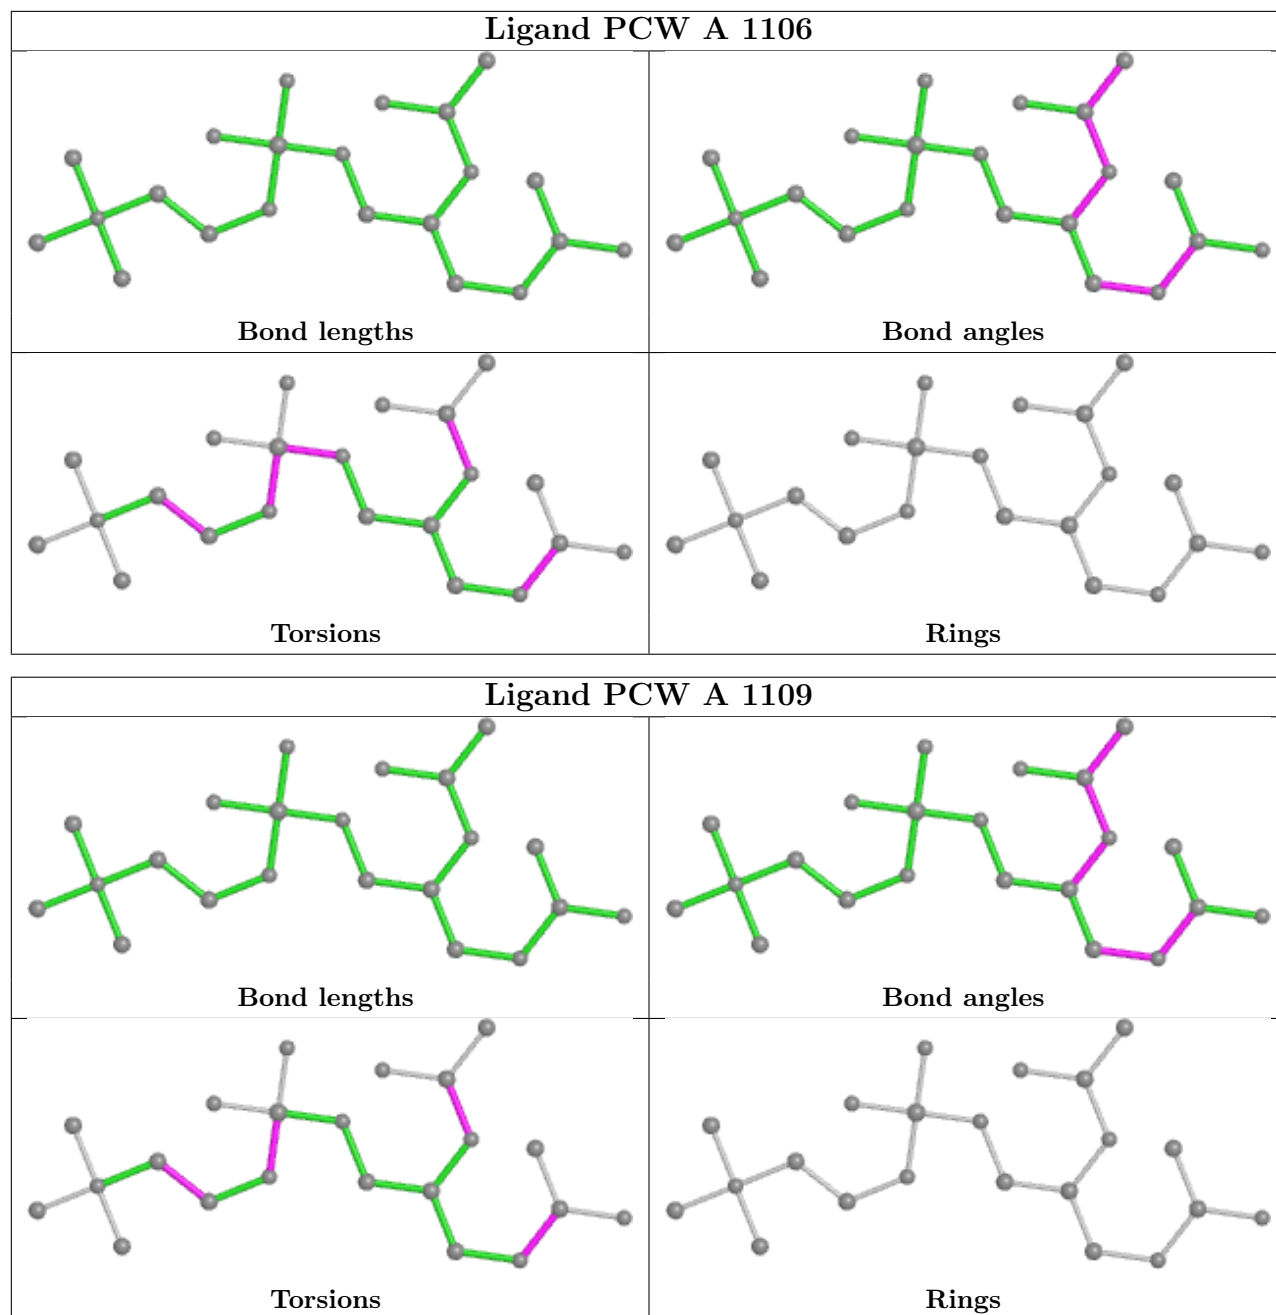 Ligand PCW A 1106
Bond lengths
Bond angles
Torsions
Rings
Ligand PCW A 1109
Bond lengths
Bond angles
Torsions
Rings